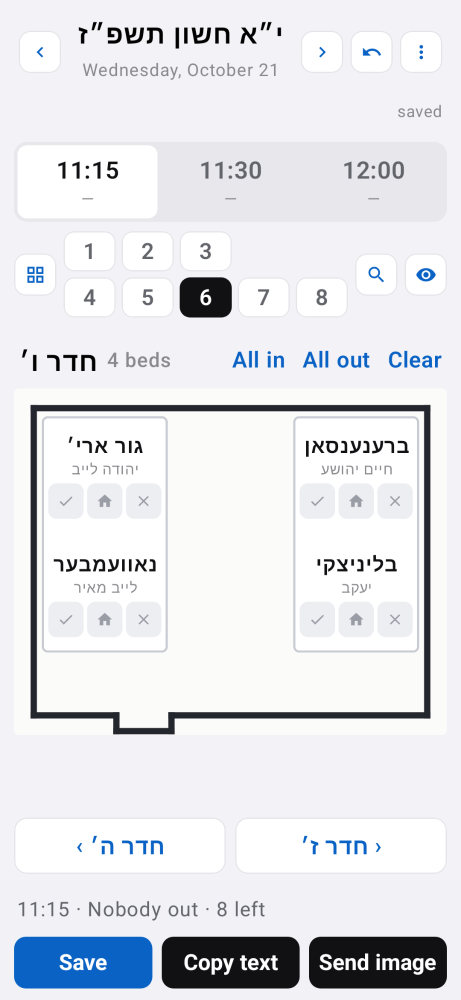 י״א חשון תשפ״ז
Wednesday, October 21
saved
11:15 11:30 12:00
– – –
1 2 3
4 5 6 7 8
חדר ו׳ 4 beds All in All out Clear
גור ארי׳ ברענענסאן
יהודה לייב חיים יהושע
נאוועמבער בליניצקי
לייב מאיר יעקב
‹ חדר ה׳ חדר ז׳ ›
11:15 · Nobody out · 8 left
Save Copy text Send image